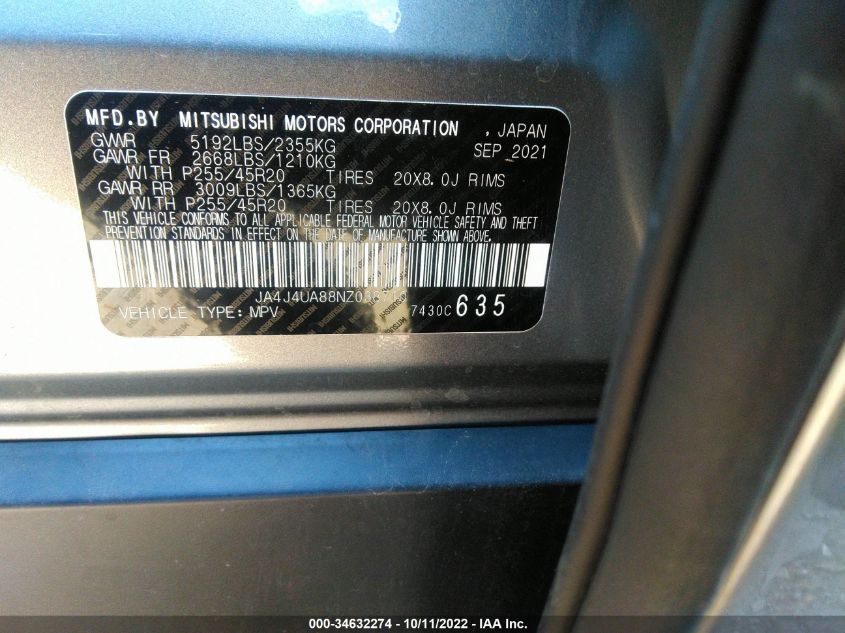 MFD.BY MITSUBISHI MOTORS CORPORATION , JAPAN
GVWR 5192LBS/2355KG SEP 2021
GAWR FR 2668LBS/1210KG
WITH P255/45R20 TIRES 20X8.0J RIMS
GAWR RR 3009LBS/1365KG
WITH P255/45R20 TIRES 20X8.0J RIMS
THIS VEHICLE CONFORMS TO ALL APPLICABLE FEDERAL MOTOR VEHICLE SAFETY AND THEFT
PREVENTION STANDARDS IN EFFECT ON THE DATE OF MANUFACTURE SHOWN ABOVE.
VEHICLE TYPE: MPV 7430C 635
000-34632274 - 10/11/2022 - IAA Inc.